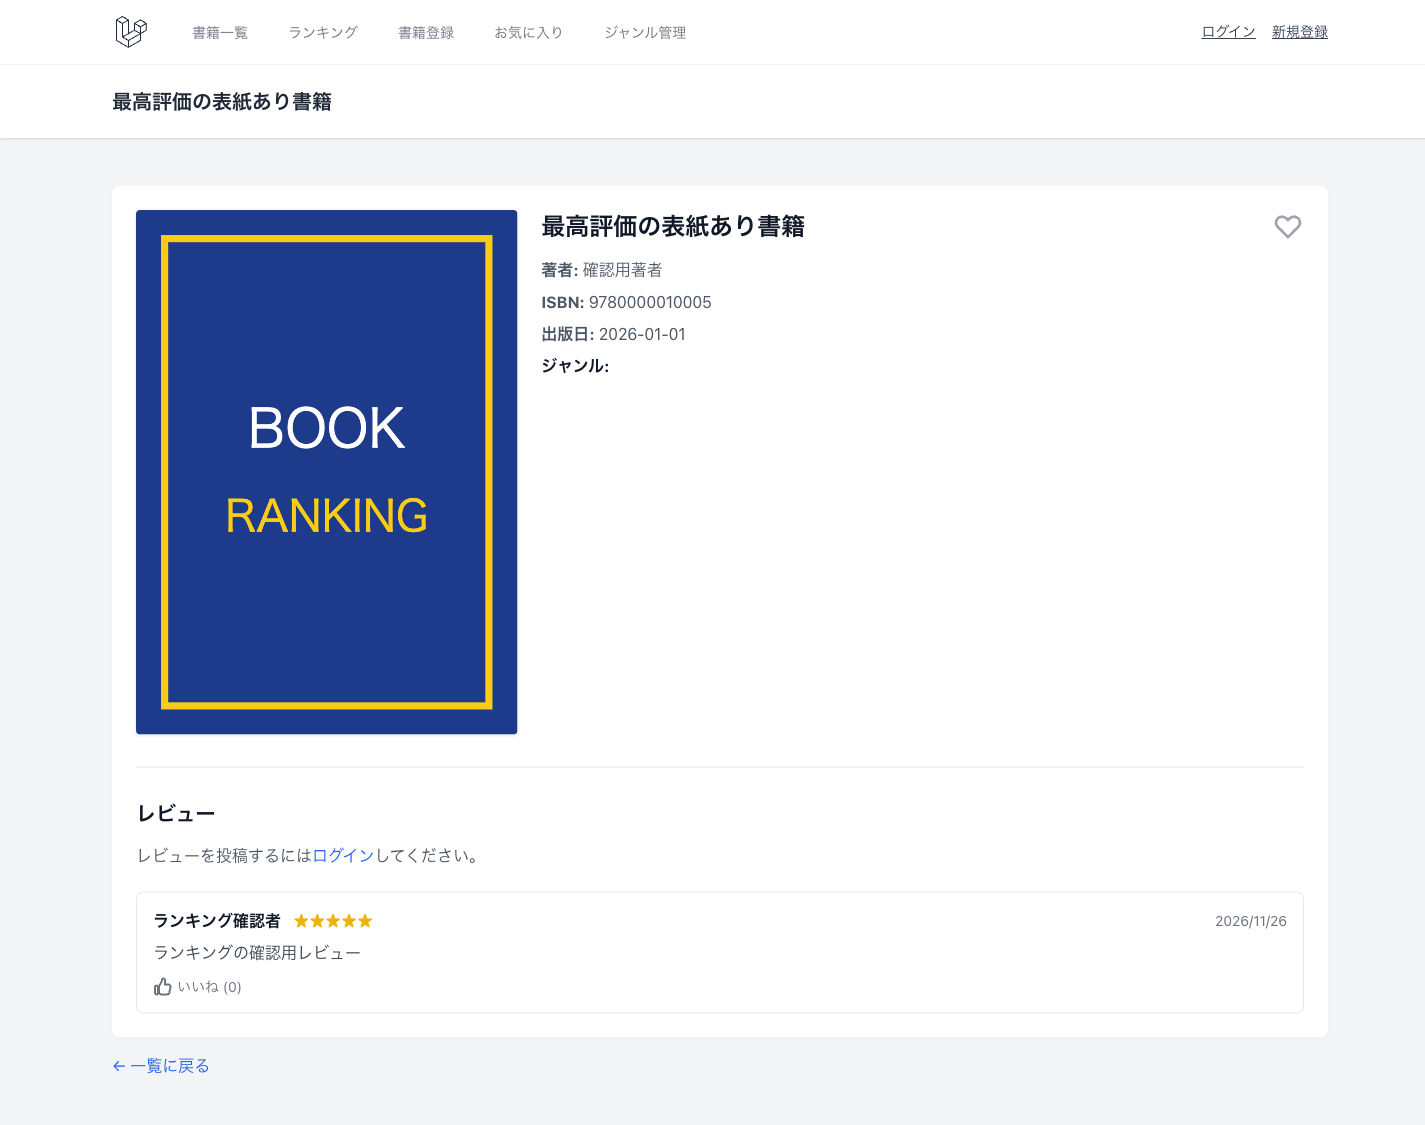 書籍一覧 ランキング 書籍登録 お気に入り ジャンル管理 ログイン 新規登録
最高評価の表紙あり書籍
BOOK
RANKING
最高評価の表紙あり書籍
著者: 確認用著者
ISBN: 9780000010005
出版日: 2026-01-01
ジャンル:
レビュー
レビューを投稿するにはログインしてください。
ランキング確認者 ★★★★★ 2026/11/26
ランキングの確認用レビュー
いいね (0)
← 一覧に戻る